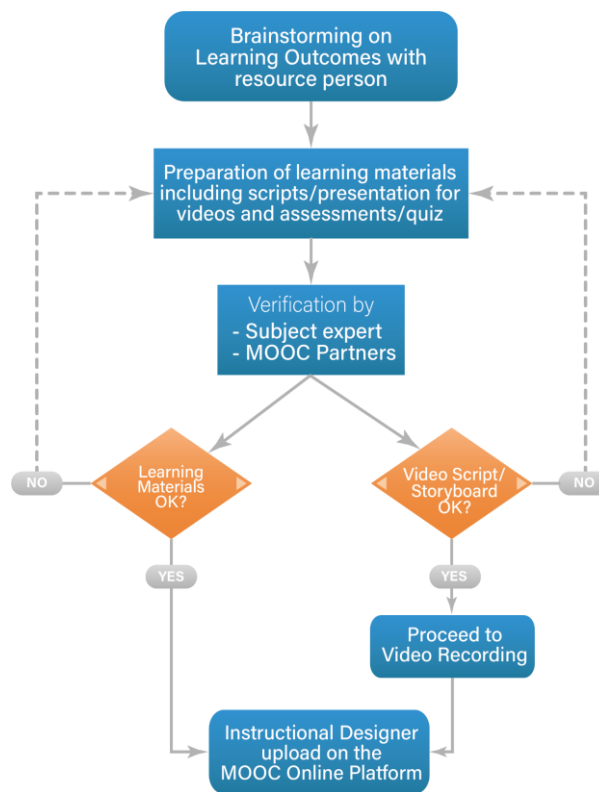 Brainstorming on
Learning Outcomes with
resource person
Preparation of learning materials
including scripts/presentation for
videos and assessments/quiz
Verification by
- Subject expert
- MOOC Partners
Learning
Materials
OK?
NO
Video Script/
Storyboard
OK?
NO
YES
YES
Proceed to
Video Recording
Instructional Designer
upload on the
MOOC Online Platform